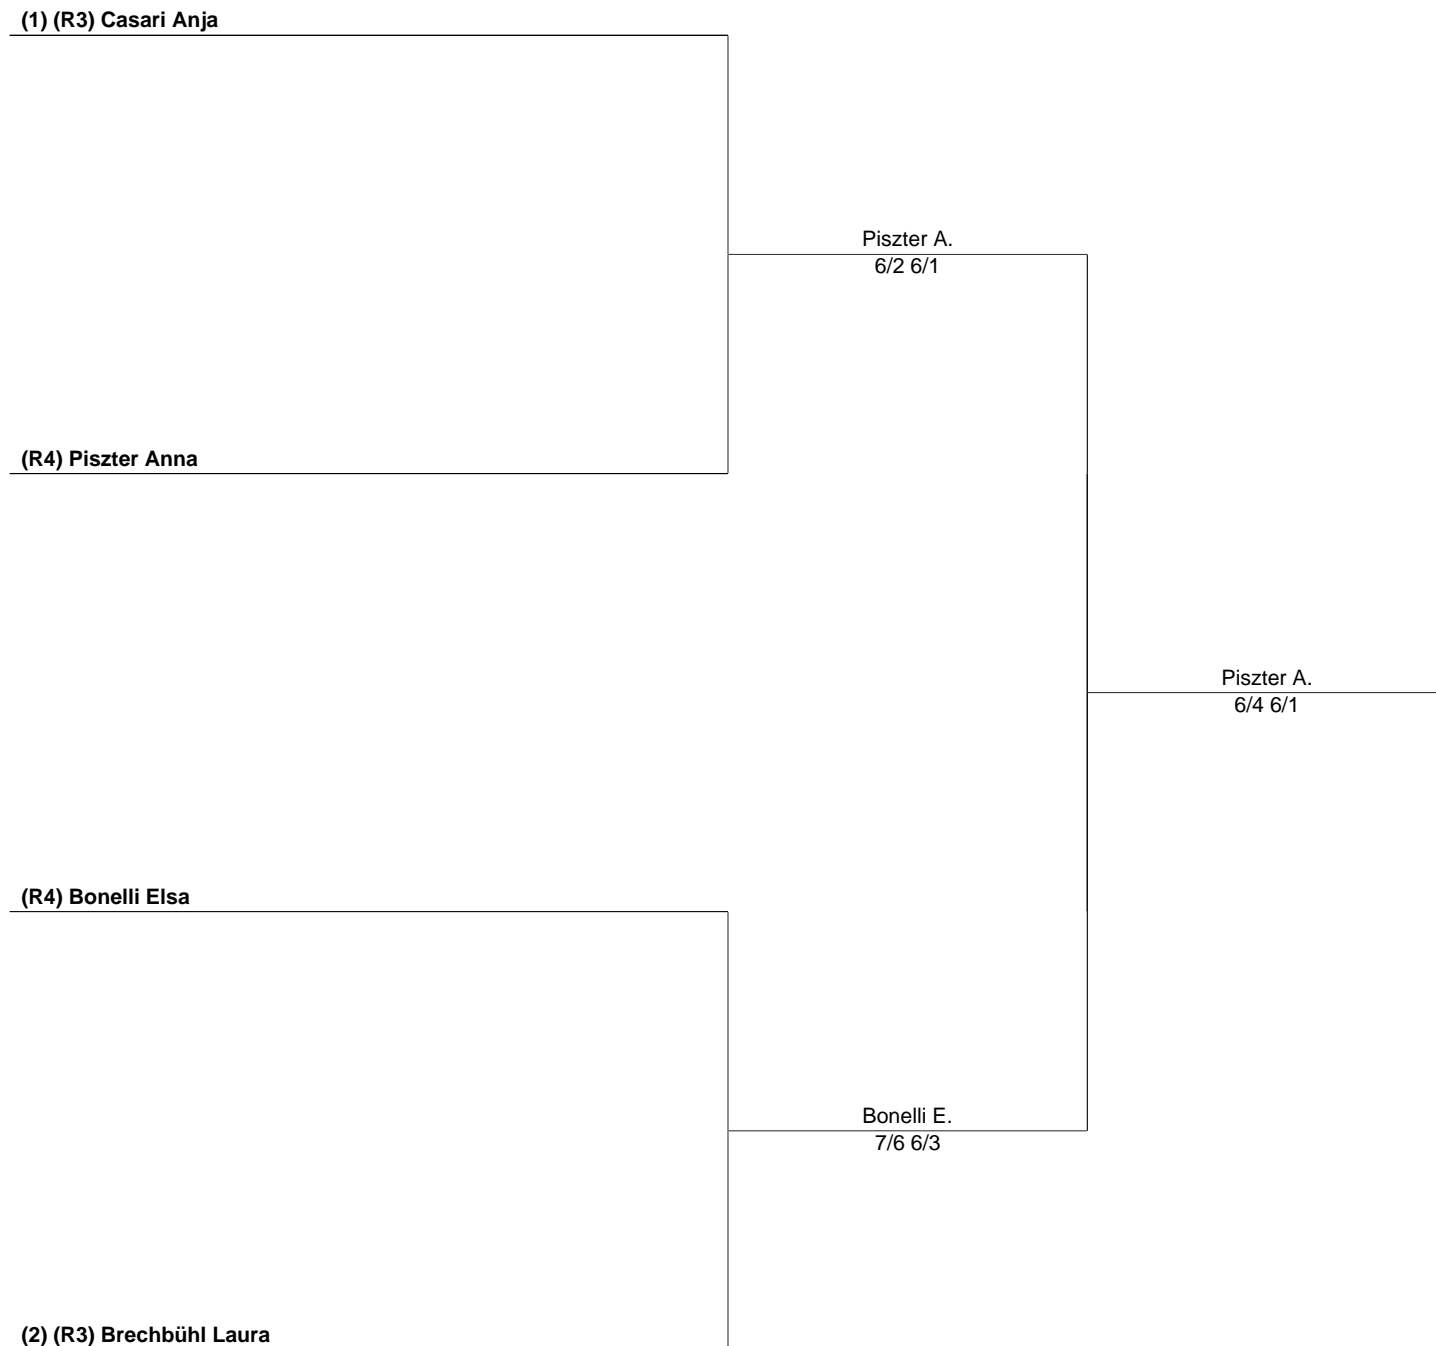 (1) (R3) Casari Anja
Piszter A.
6/2 6/1
(R4) Piszter Anna
Piszter A.
6/4 6/1
(R4) Bonelli Elsa
Bonelli E.
7/6 6/3
(2) (R3) Brechbühl Laura